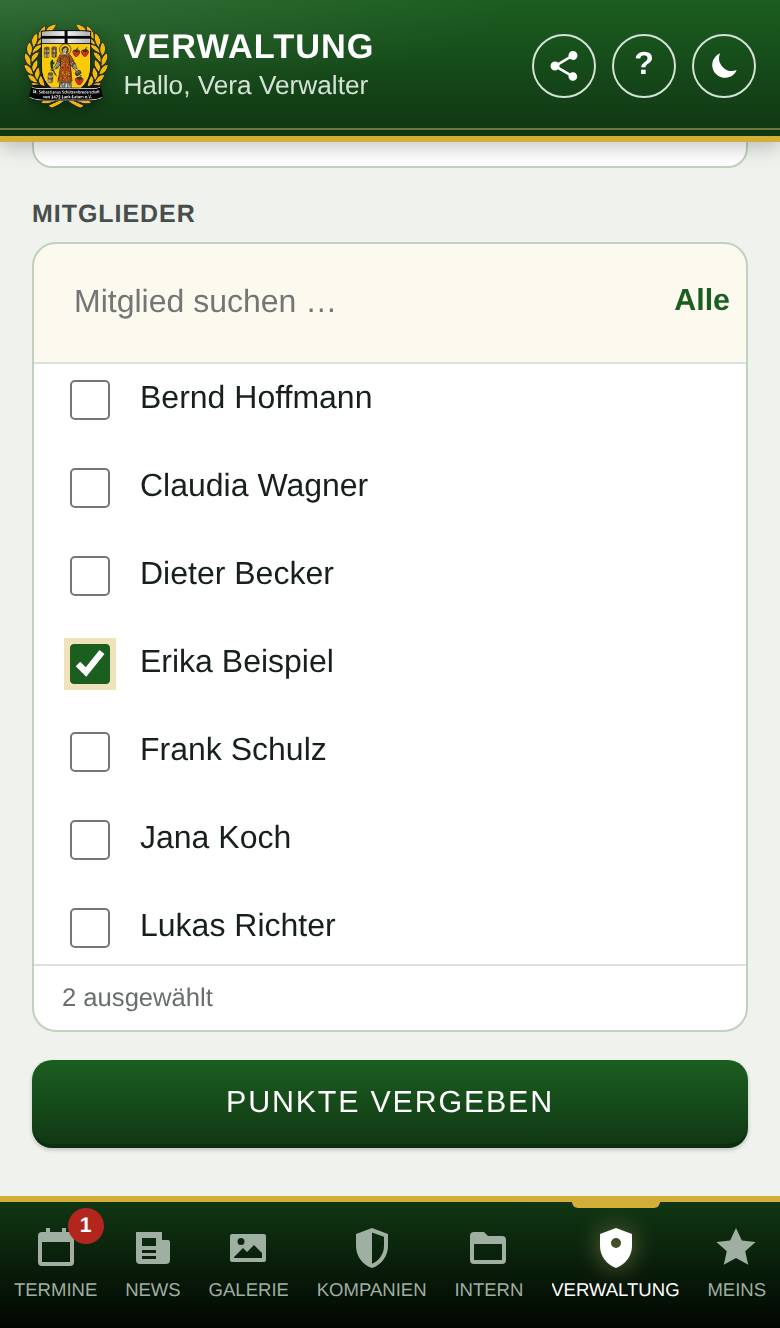 VERWALTUNG
Hallo, Vera Verwalter
?
MITGLIEDER
Mitglied suchen …
Alle
Bernd Hoffmann
Claudia Wagner
Dieter Becker
Erika Beispiel
Frank Schulz
Jana Koch
Lukas Richter
2 ausgewählt
PUNKTE VERGEBEN
1
TERMINE NEWS GALERIE KOMPANIEN INTERN VERWALTUNG MEINS